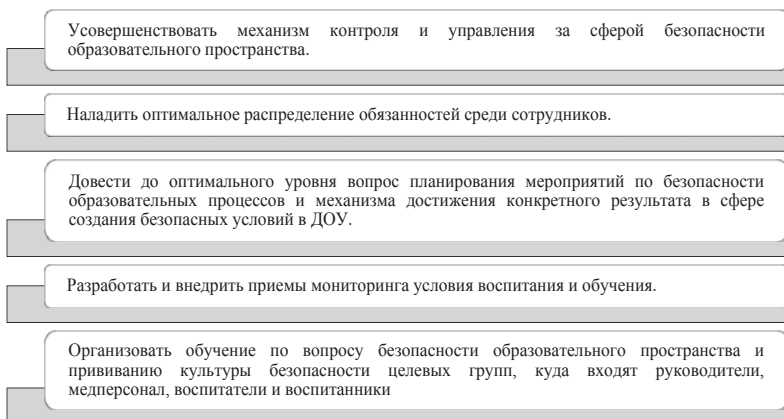 Усовершенствовать механизм контроля и управления за сферой безопасности
образовательного пространства.
Наладить оптимальное распределение обязанностей среди сотрудников.
Довести до оптимального уровня вопрос планирования мероприятий по безопасности
образовательных процессов и механизма достижения конкретного результата в сфере
создания безопасных условий в ДОУ.
Разработать и внедрить приемы мониторинга условия воспитания и обучения.
Организовать обучение по вопросу безопасности образовательного пространства и
прививанию культуры безопасности целевых групп, куда входят руководители,
медперсонал, воспитатели и воспитанники